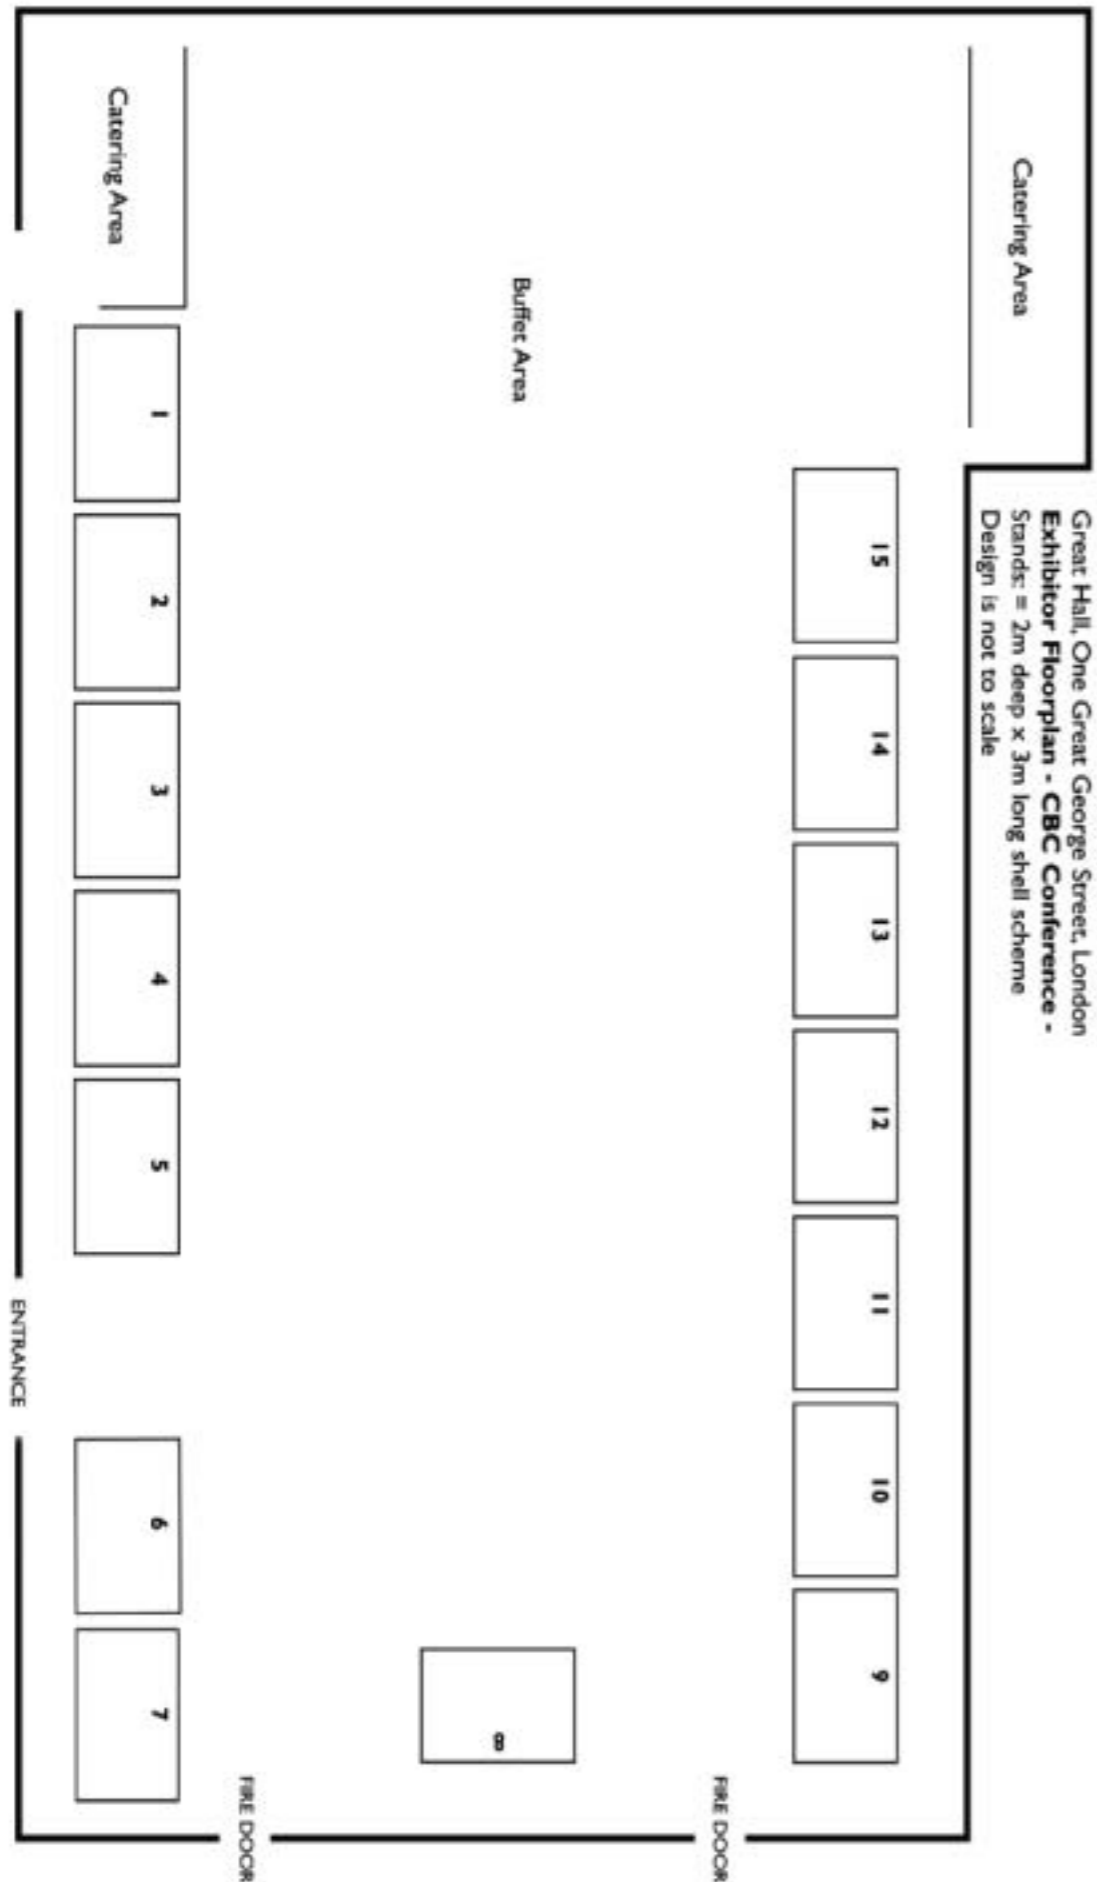 Great Hall, One Great George Street, London
Exhibitor Floorplan - CBC Conference -
Stands: = 2m deep x 3m long shell scheme
Design is not to scale
Catering Area
15
14
13
12
11
10
9
FIRE DOOR
Buffet Area
8
FIRE DOOR
Catering Area
1
2
3
4
5
6
7
ENTRANCE